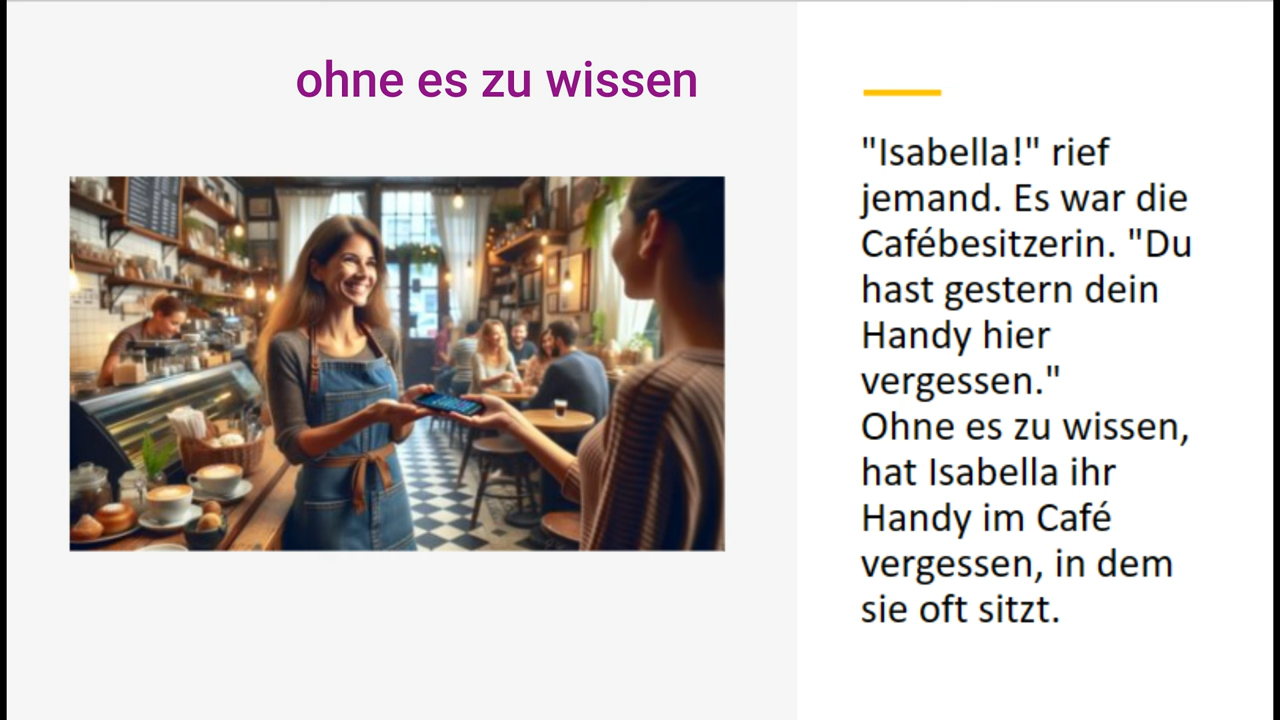 ohne es zu wissen
"Isabella!" rief
jemand. Es war die
Cafébesitzerin. "Du
hast gestern dein
Handy hier
vergessen."
Ohne es zu wissen,
hat Isabella ihr
Handy im Café
vergessen, in dem
sie oft sitzt.